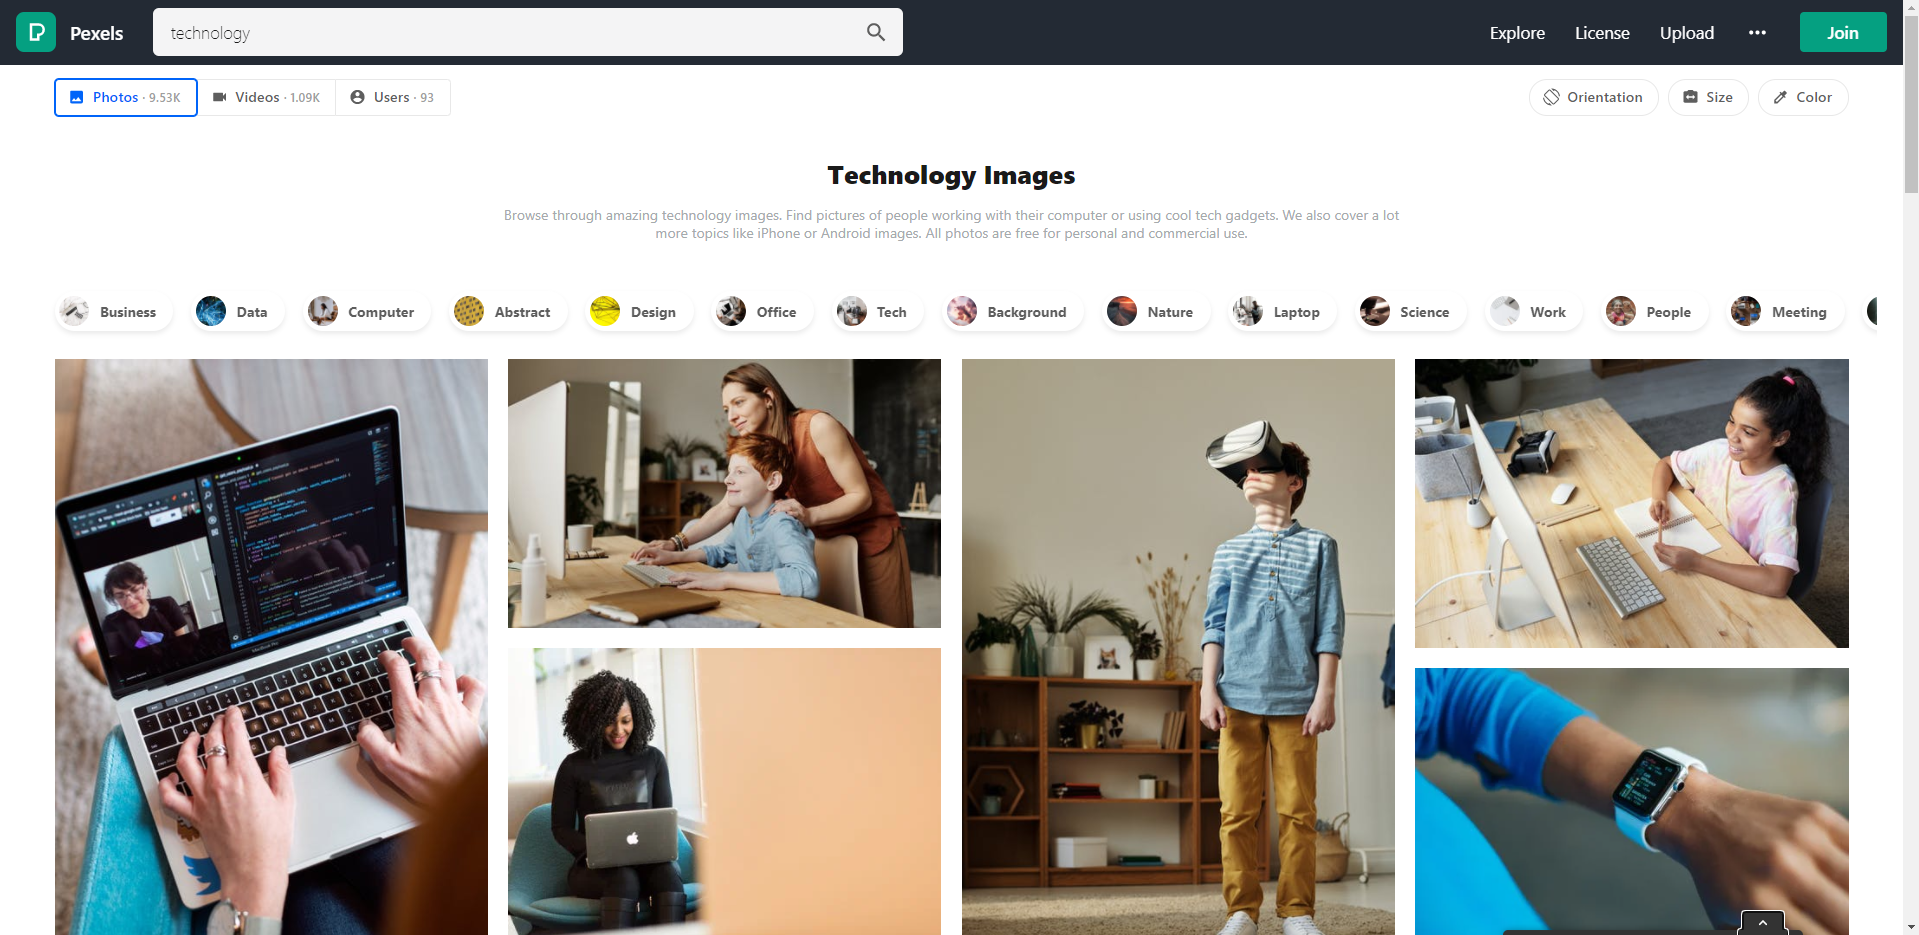 Pexels
technology
Explore
License
Upload
Join
Photos · 9.53K
Videos · 1.09K
Users · 93
Orientation
Size
Color
Technology Images
Browse through amazing technology images. Find pictures of people working with their computer or using cool tech gadgets. We also cover a lot
more topics like iPhone or Android images. All photos are free for personal and commercial use.
Business
Data
Computer
Abstract
Design
Office
Tech
Background
Nature
Laptop
Science
Work
People
Meeting
MacBook Pro